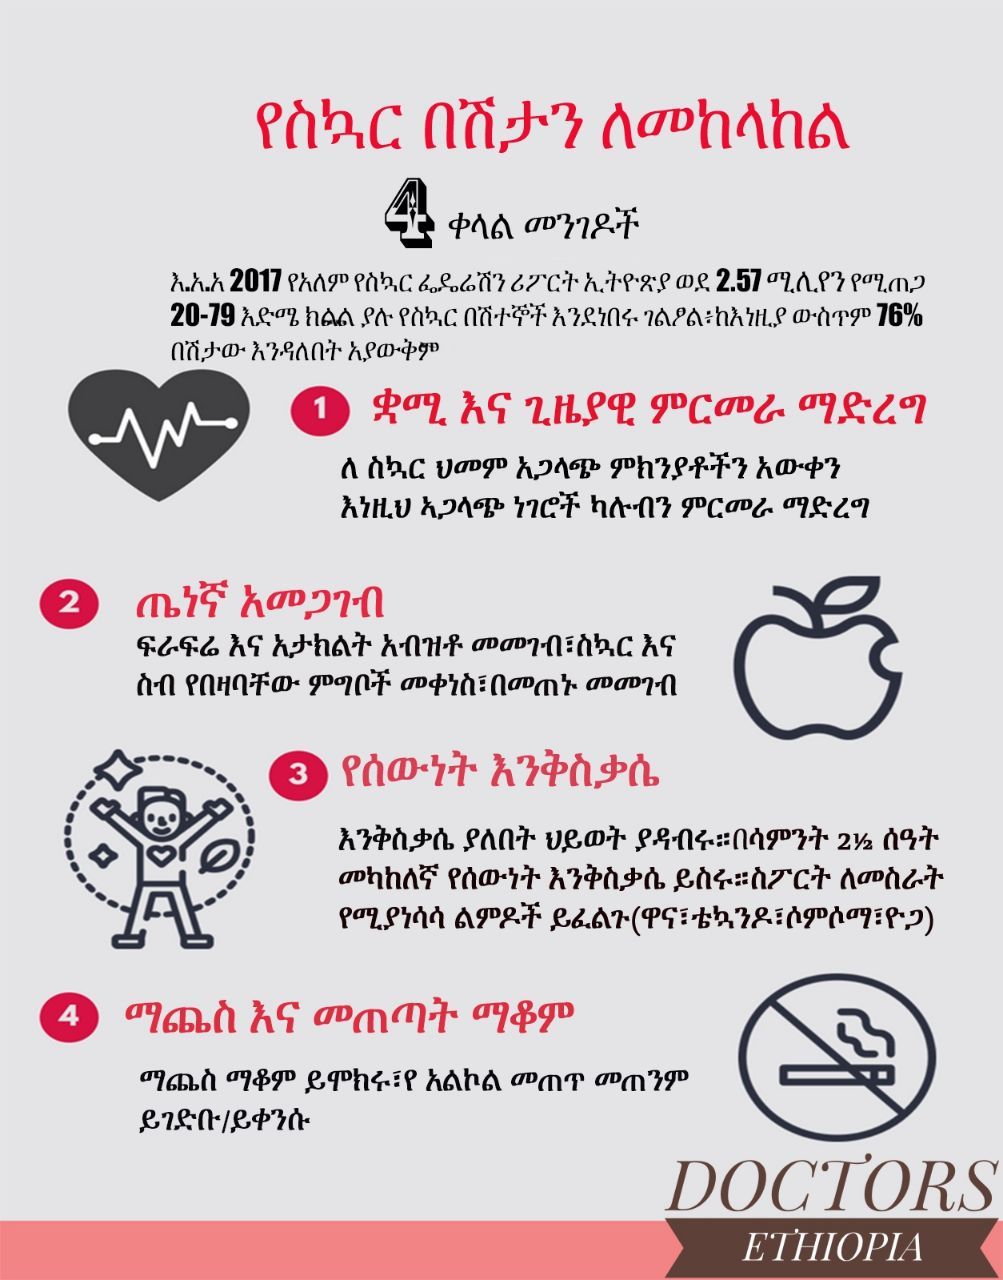 የስኳር በሽታን ለመከላከል
4 ቀላል መንገዶች
እ.አ.አ 2017 የአለም የስኳር ፌዴሬሽን ሪፖርት ኢትዮጵያ ወደ 2.57 ሚሊየን የሚጠጋ
20-79 እድሜ ክልል ያሉ የስኳር በሽተኞች እንደነበሩ ገልፆል፥ከእነዚያ ውስጥም 76%
በሽታው እንዳለበት አያውቅም
1 ቋሚ እና ጊዜያዊ ምርመራ ማድረግ
ለ ስኳር ህመም አጋላጭ ምክንያቶችን አውቀን
እነዚህ ኣጋላጭ ነገሮች ካሉብን ምርመራ ማድረግ
2 ጤነኛ አመጋገብ
ፍራፍሬ እና አታክልት አብዝቶ መመገብ፣ስኳር እና
ስብ የበዛባቸው ምግቦች መቀነስ፣በመጠኑ መመገብ
3 የሰውነት እንቅስቃሴ
እንቅስቃሴ ያለበት ህይወት ያዳብሩ።በሳምንት 2½ ሰዓት
መካከለኛ የሰውነት እንቅስቃሴ ይስሩ።ስፖርት ለመስራት
የሚያነሳሳ ልምዶች ይፈልጉ(ዋና፣ቴኳንዶ፣ሶምሶማ፣ዮጋ)
4 ማጨስ እና መጠጣት ማቆም
ማጨስ ማቆም ይሞክሩ፣የ አልኮል መጠጥ መጠንም
ይገድቡ/ይቀንሱ
DOCTORS
ETHIOPIA